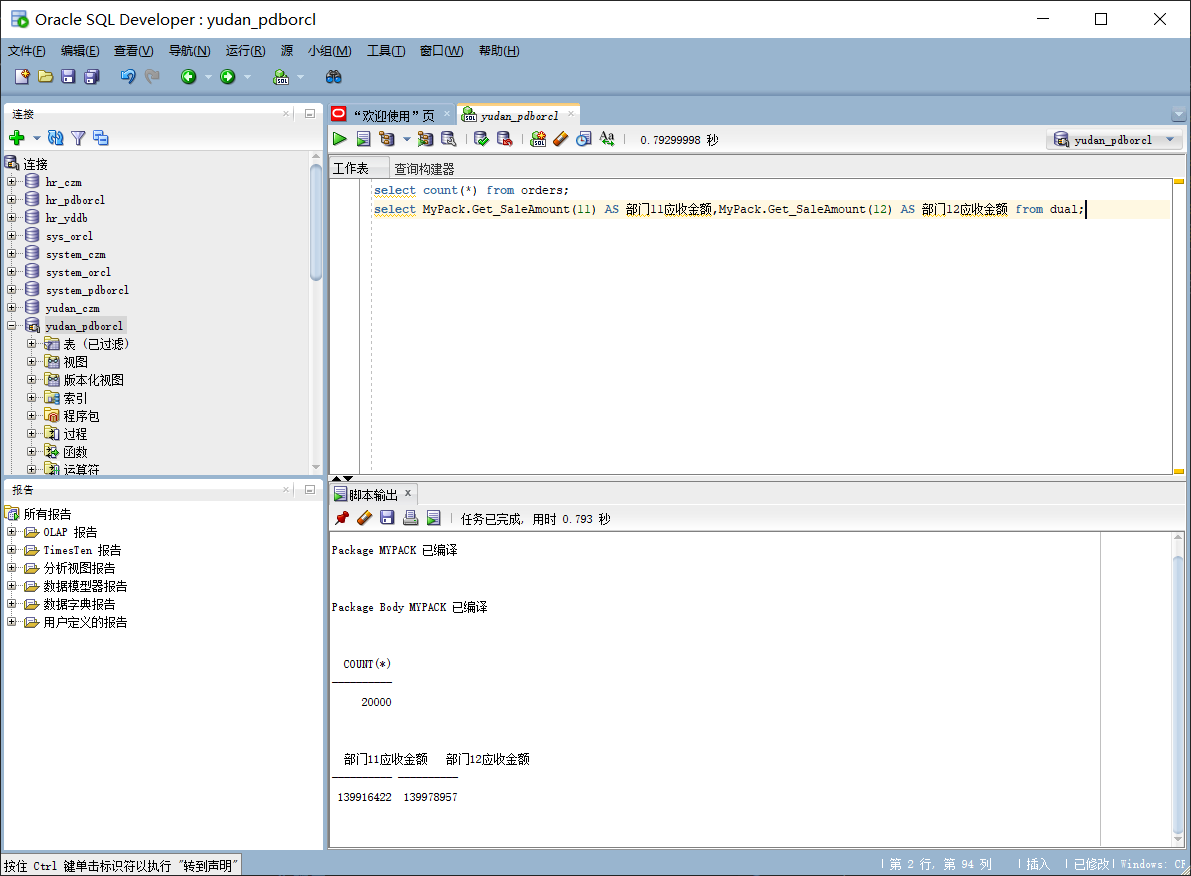 Oracle SQL Developer : yudan_pdborcl
文件(F) 编辑(E) 查看(V) 导航(N) 运行(R) 源 小组(M) 工具(T) 窗口(W) 帮助(H)
连接
连接
hr_czm
hr_pdborcl
hr_yddb
sys_orcl
system_czm
system_orcl
system_pdborcl
yudan_czm
yudan_pdborcl
表 (已过滤)
视图
版本化视图
索引
程序包
过程
函数
运算符
报告
所有报告
OLAP 报告
TimesTen 报告
分析视图报告
数据模型器报告
数据字典报告
用户定义的报告
“欢迎使用”页 yudan_pdborcl
0.79299998 秒 yudan_pdborcl
工作表 查询构建器
select count(*) from orders;
select MyPack.Get_SaleAmount(11) AS 部门11应收金额,MyPack.Get_SaleAmount(12) AS 部门12应收金额 from dual;
脚本输出
任务已完成, 用时 0.793 秒
Package MYPACK 已编译
Package Body MYPACK 已编译
COUNT(*)
----------
20000
部门11应收金额 部门12应收金额
---------- ----------
139916422 139978957
按住 Ctrl 键单击标识符以执行 "转到声明"
第 2 行, 第 94 列 插入 已修改 Windows: CR